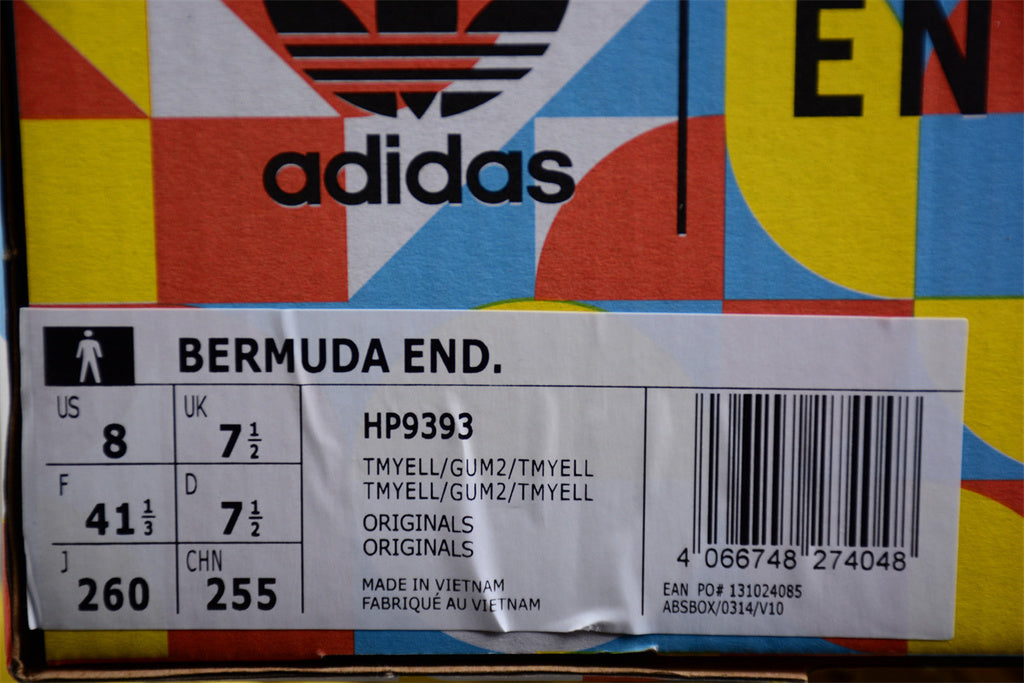 adidas
EN
BERMUDA END.
US 8
UK 7 1/2
F 41 1/3
D 7 1/2
J 260
CHN 255
HP9393
TMYELL/GUM2/TMYELL
TMYELL/GUM2/TMYELL
ORIGINALS
ORIGINALS
MADE IN VIETNAM
FABRIQUÉ AU VIETNAM
4 066748 274048
EAN PO# 131024085
ABSBOX/0314/V10